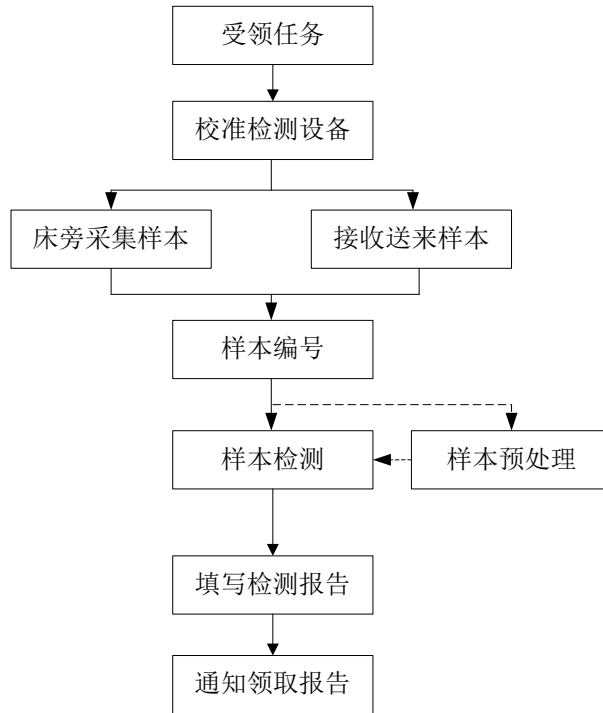 受领任务
校准检测设备
床旁采集样本
接收送来样本
样本编号
样本检测
样本预处理
填写检测报告
通知领取报告